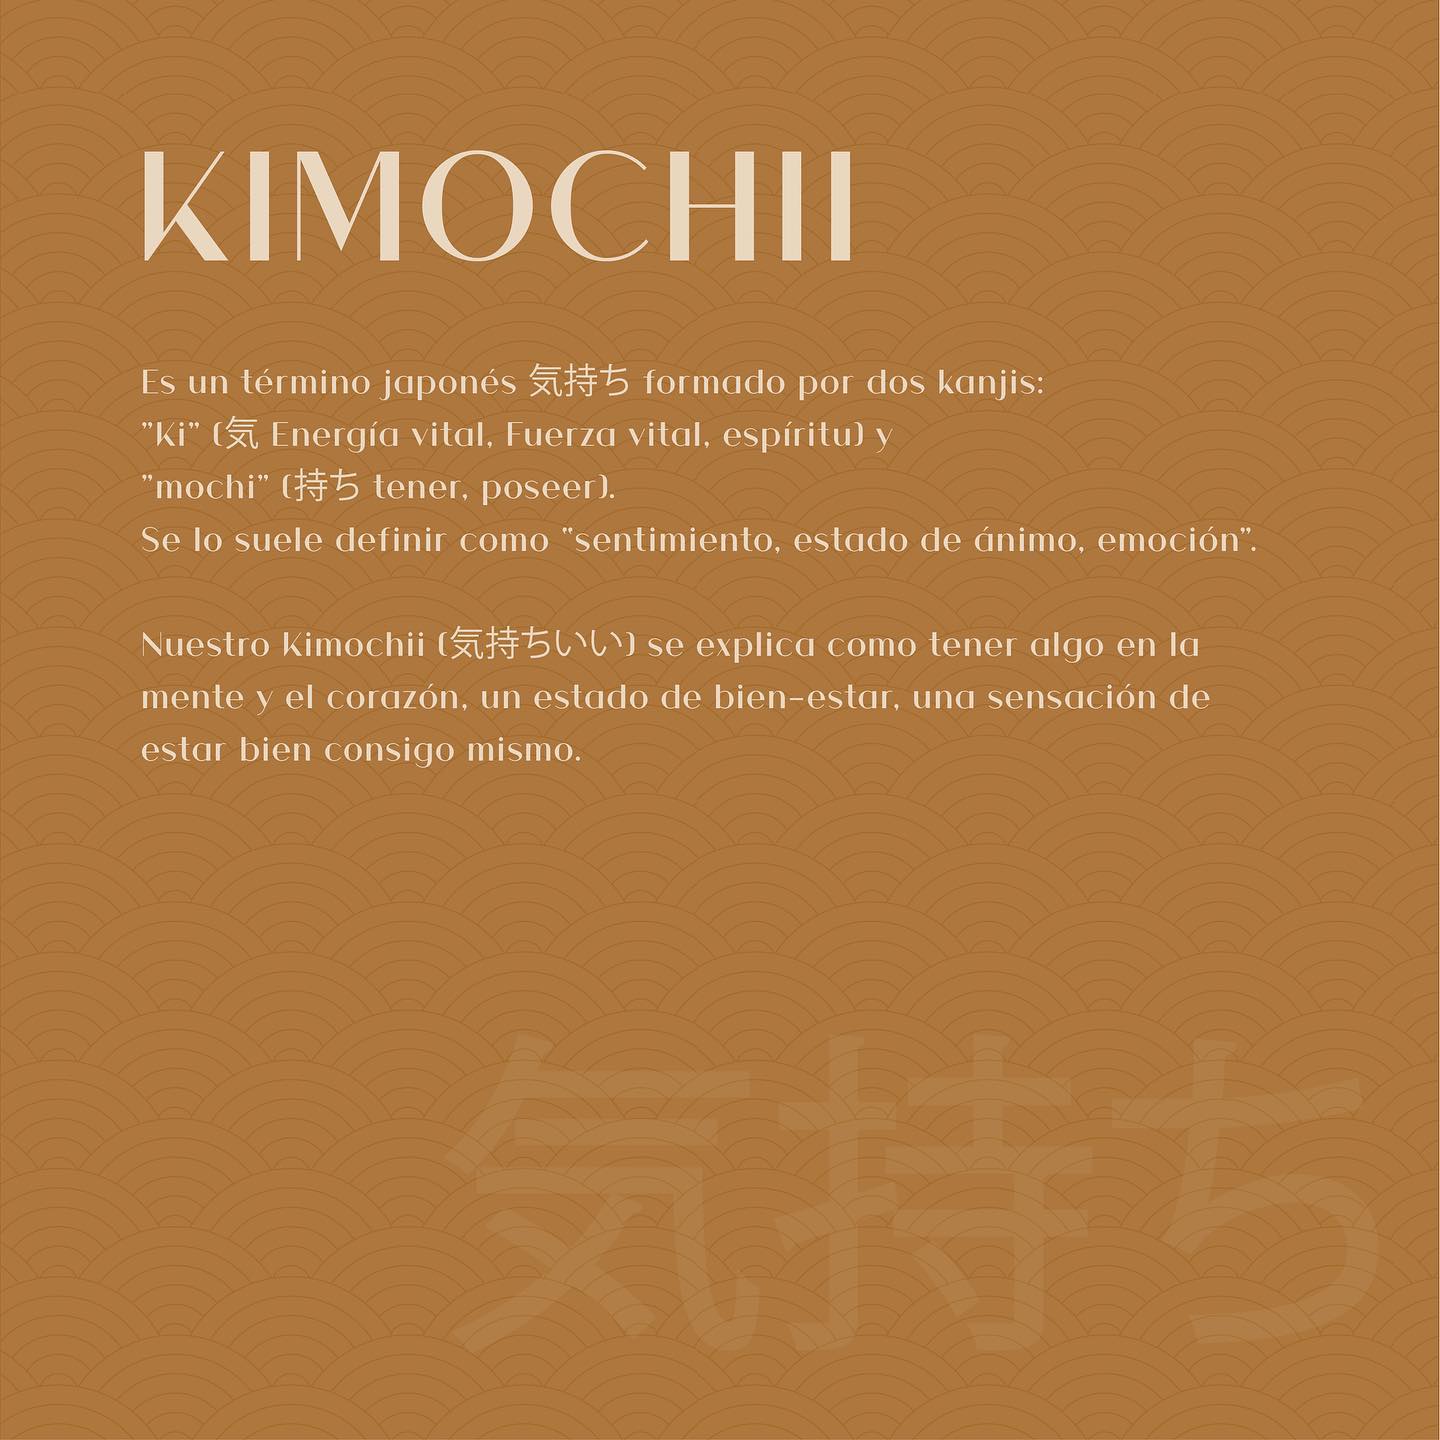 KIMOCHII
Es un término japonés 気持ち formado por dos kanjis:
"Ki" (気 Energía vital, Fuerza vital, espíritu) y
"mochi" (持ち tener, poseer).
Se lo suele definir como “sentimiento, estado de ánimo, emoción”.
Nuestro Kimochii (気持ちいい) se explica como tener algo en la
mente y el corazón, un estado de bien-estar, una sensación de
estar bien consigo mismo.
気持ち